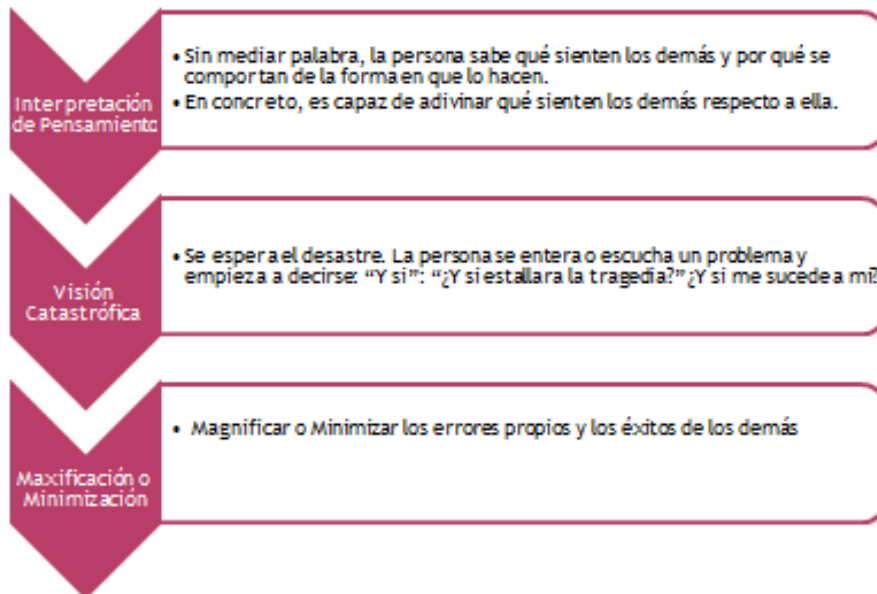 Interpretación
de Pensamiento
• Sin mediar palabra, la persona sabe qué sienten los demás y por qué se
comportan de la forma en que lo hacen.
• En concreto, es capaz de adivinar qué sienten los demás respecto a ella.
Visión
Catastrófica
• Se espera el desastre. La persona se entera o escucha un problema y
empieza a decirse: “Y si”: “¿Y si estallara la tragedia?”¿Y si me sucede a mi?
Maxificación o
Minimización
• Magnificar o Minimizar los errores propios y los éxitos de los demás